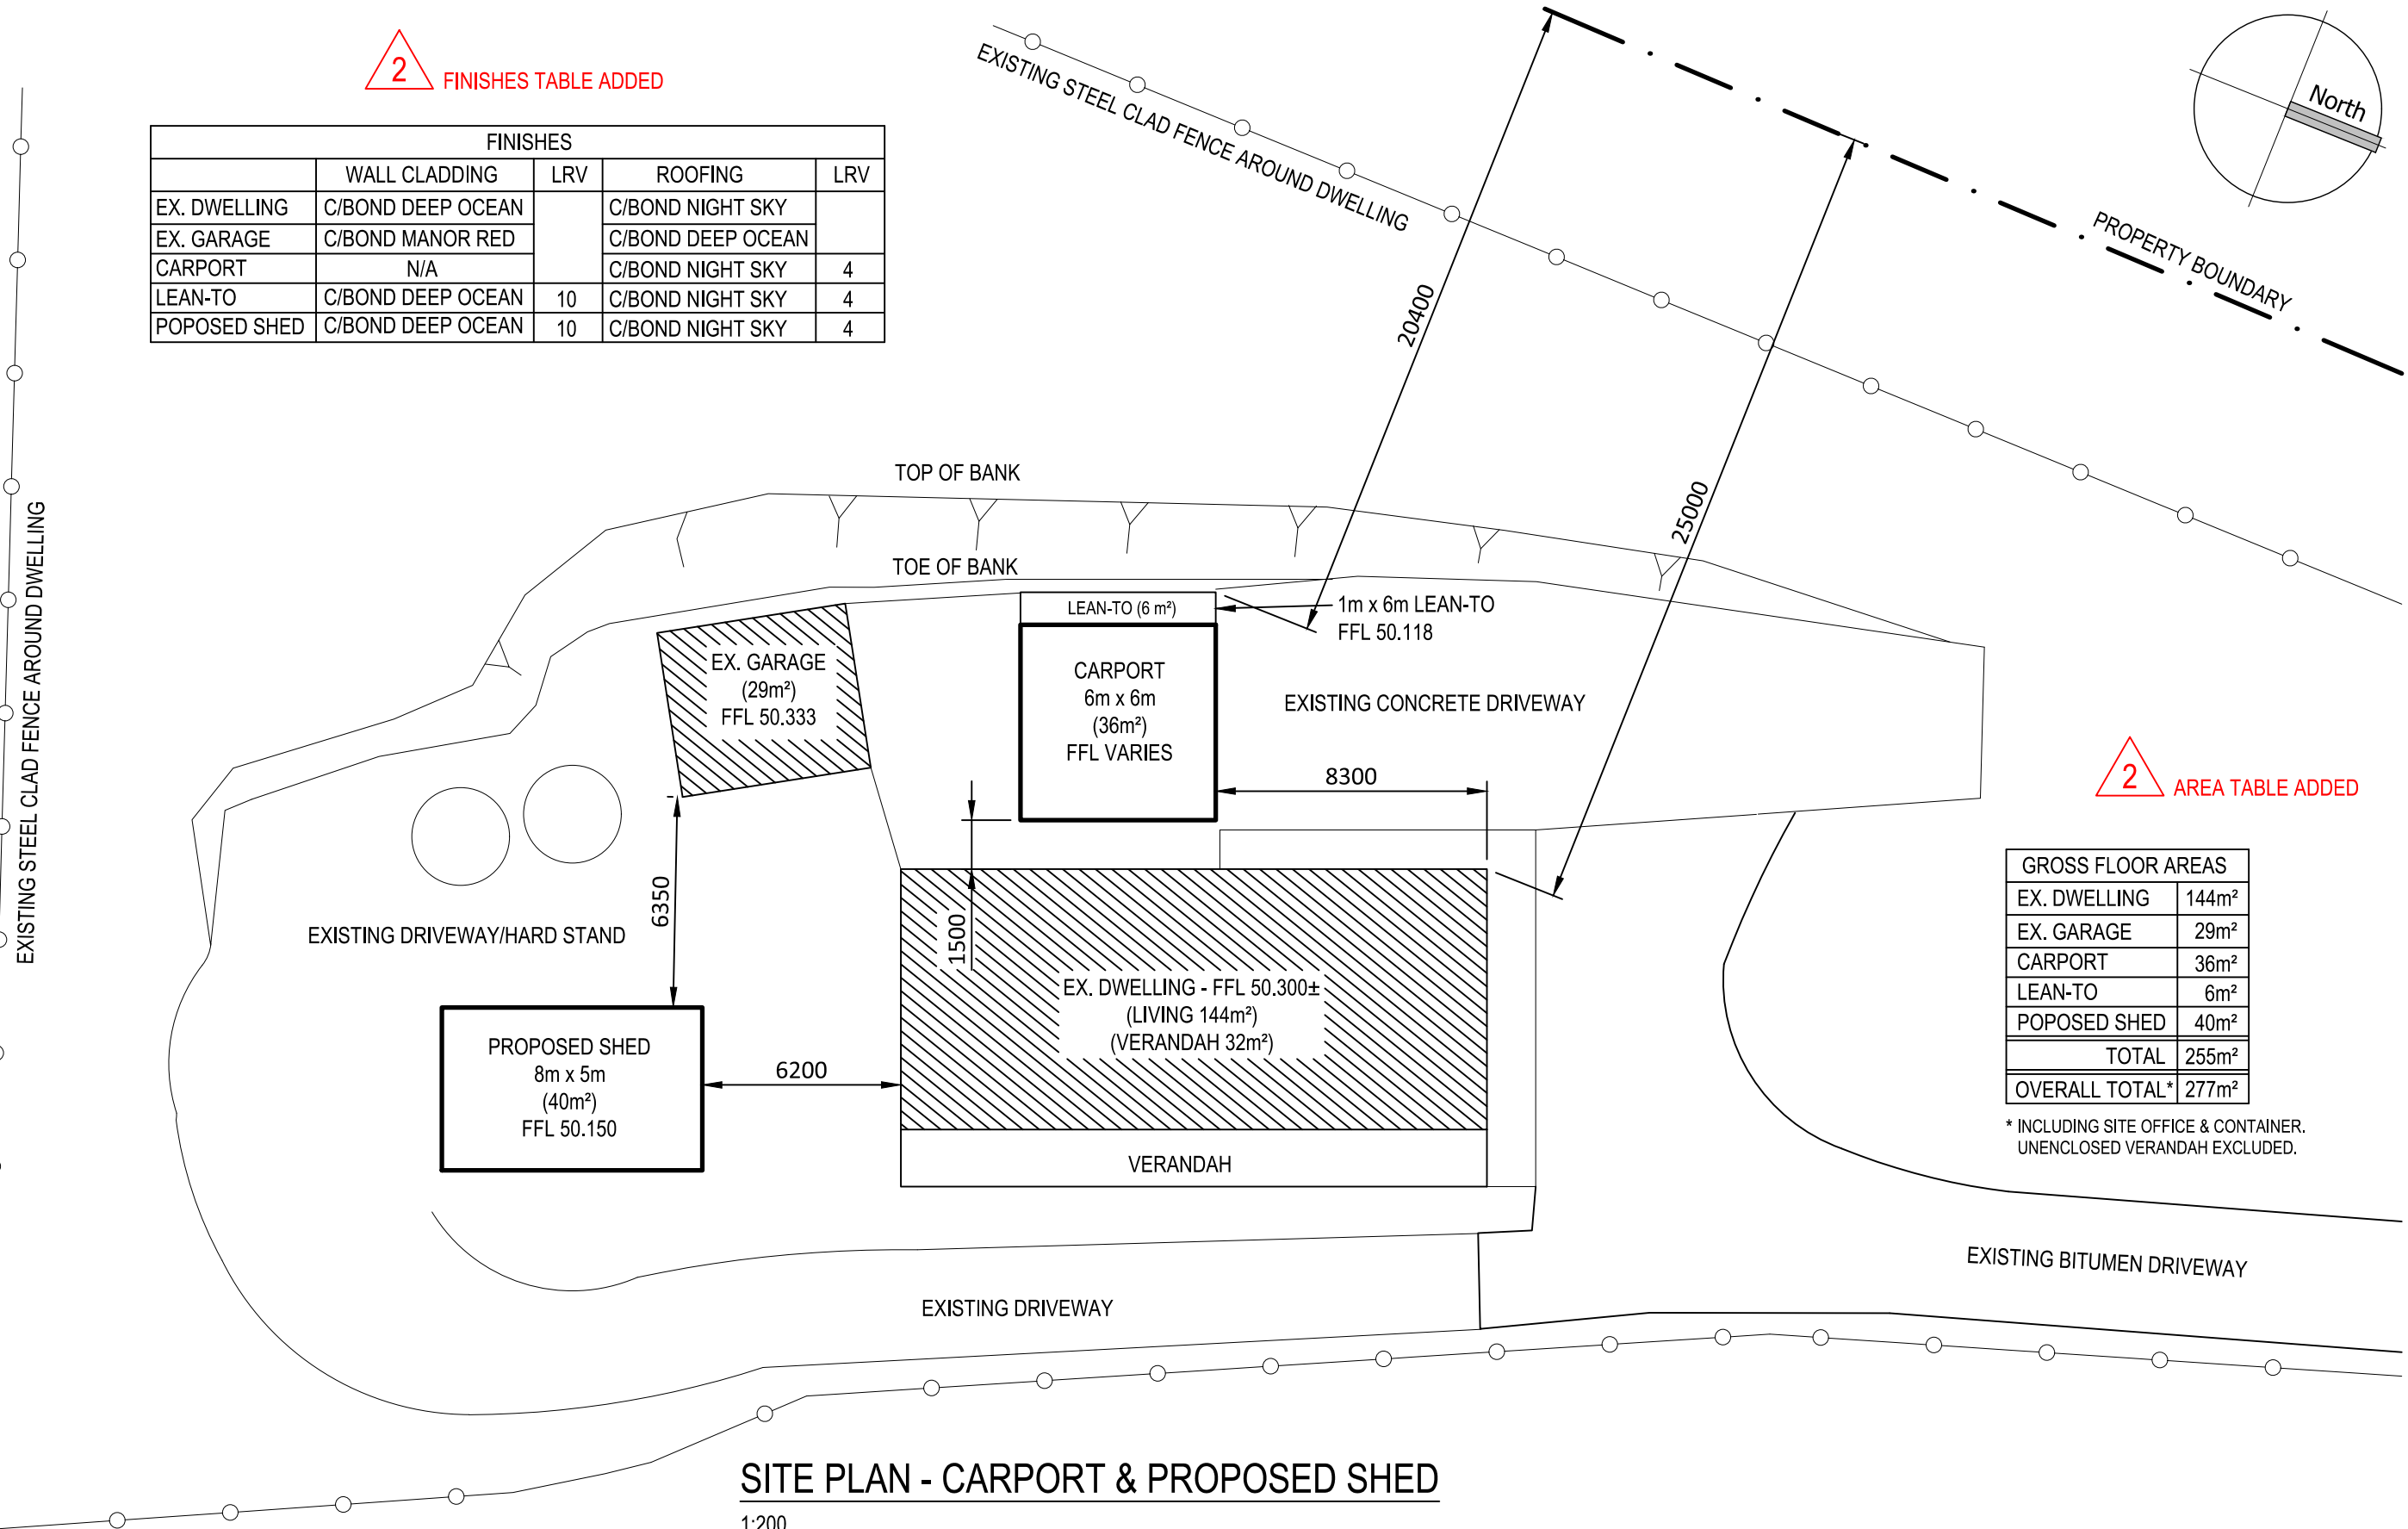 2 FINISHES TABLE ADDED
FINISHES
WALL CLADDING LRV ROOFING LRV
EX. DWELLING C/BOND DEEP OCEAN C/BOND NIGHT SKY
EX. GARAGE C/BOND MANOR RED C/BOND DEEP OCEAN
CARPORT N/A C/BOND NIGHT SKY 4
LEAN-TO C/BOND DEEP OCEAN 10 C/BOND NIGHT SKY 4
POPOSED SHED C/BOND DEEP OCEAN 10 C/BOND NIGHT SKY 4
EXISTING STEEL CLAD FENCE AROUND DWELLING
North
PROPERTY BOUNDARY
20400
25000
EXISTING STEEL CLAD FENCE AROUND DWELLING
TOP OF BANK
TOE OF BANK
LEAN-TO (6 m²)
1m x 6m LEAN-TO
FFL 50.118
EX. GARAGE
(29m²)
FFL 50.333
CARPORT
6m x 6m
(36m²)
FFL VARIES
EXISTING CONCRETE DRIVEWAY
8300
2 AREA TABLE ADDED
GROSS FLOOR AREAS
EX. DWELLING 144m²
EX. GARAGE 29m²
CARPORT 36m²
LEAN-TO 6m²
POPOSED SHED 40m²
TOTAL 255m²
OVERALL TOTAL* 277m²
* INCLUDING SITE OFFICE & CONTAINER.
UNENCLOSED VERANDAH EXCLUDED.
6350
1500
EXISTING DRIVEWAY/HARD STAND
EX. DWELLING - FFL 50.300±
(LIVING 144m²)
(VERANDAH 32m²)
PROPOSED SHED
8m x 5m
(40m²)
FFL 50.150
6200
VERANDAH
EXISTING BITUMEN DRIVEWAY
EXISTING DRIVEWAY
SITE PLAN - CARPORT & PROPOSED SHED
1:200